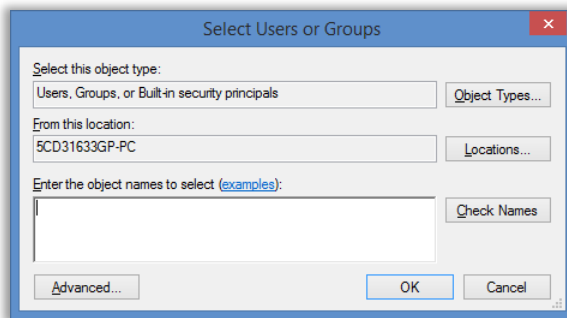 Select Users or Groups
Select this object type:
Users, Groups, or Built-in security principals
Object Types...
From this location:
5CD31633GP-PC
Locations...
Enter the object names to select (examples):
Check Names
Advanced...
OK
Cancel